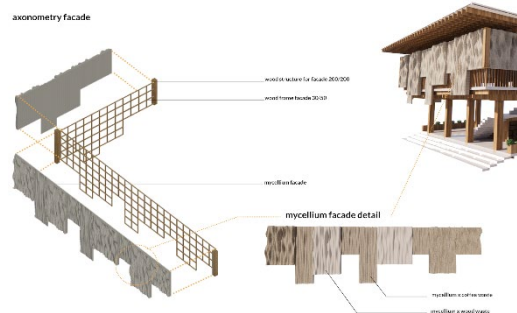 axonometry facade
wood structure for facade 200/200
wood frame facade 30/50
mycellium facade
mycellium facade detail
mycellium x coffee waste
mycellium x wood waste